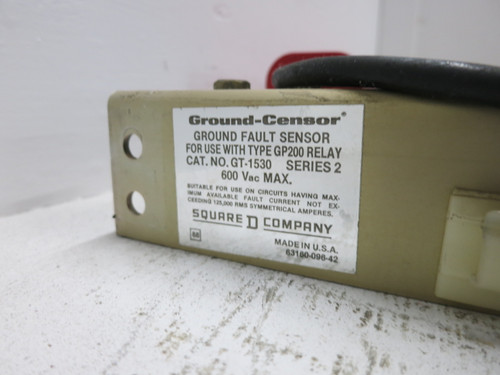 Ground-Censor®
GROUND FAULT SENSOR
FOR USE WITH TYPE GP200 RELAY
CAT. NO. GT-1530 SERIES 2
600 Vac MAX.
SUITABLE FOR USE ON CIRCUITS HAVING MAX-
IMUM AVAILABLE FAULT CURRENT NOT EX-
CEEDING 125,000 RMS SYMMETRICAL AMPERES.
SQUARE D COMPANY
MADE IN U.S.A.
63160-096-42